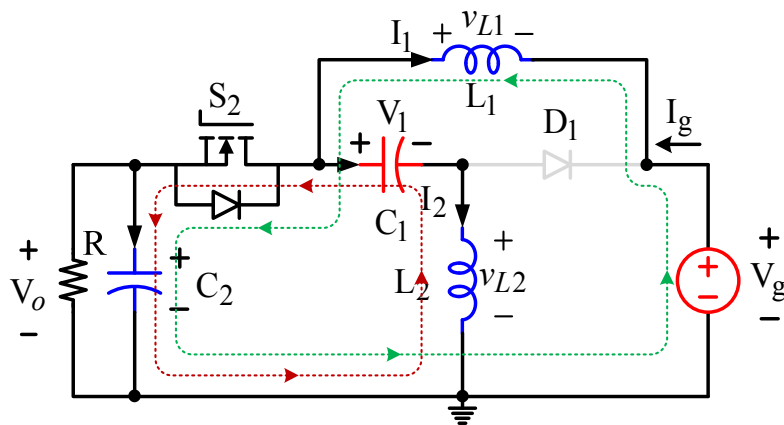 I1 + vL1 −
L1
S2
V1
D1
Ig
+ −
C1
I2
+
R
Vo
−
+
C2
−
L2
+
vL2
−
+
−
+
Vg
−